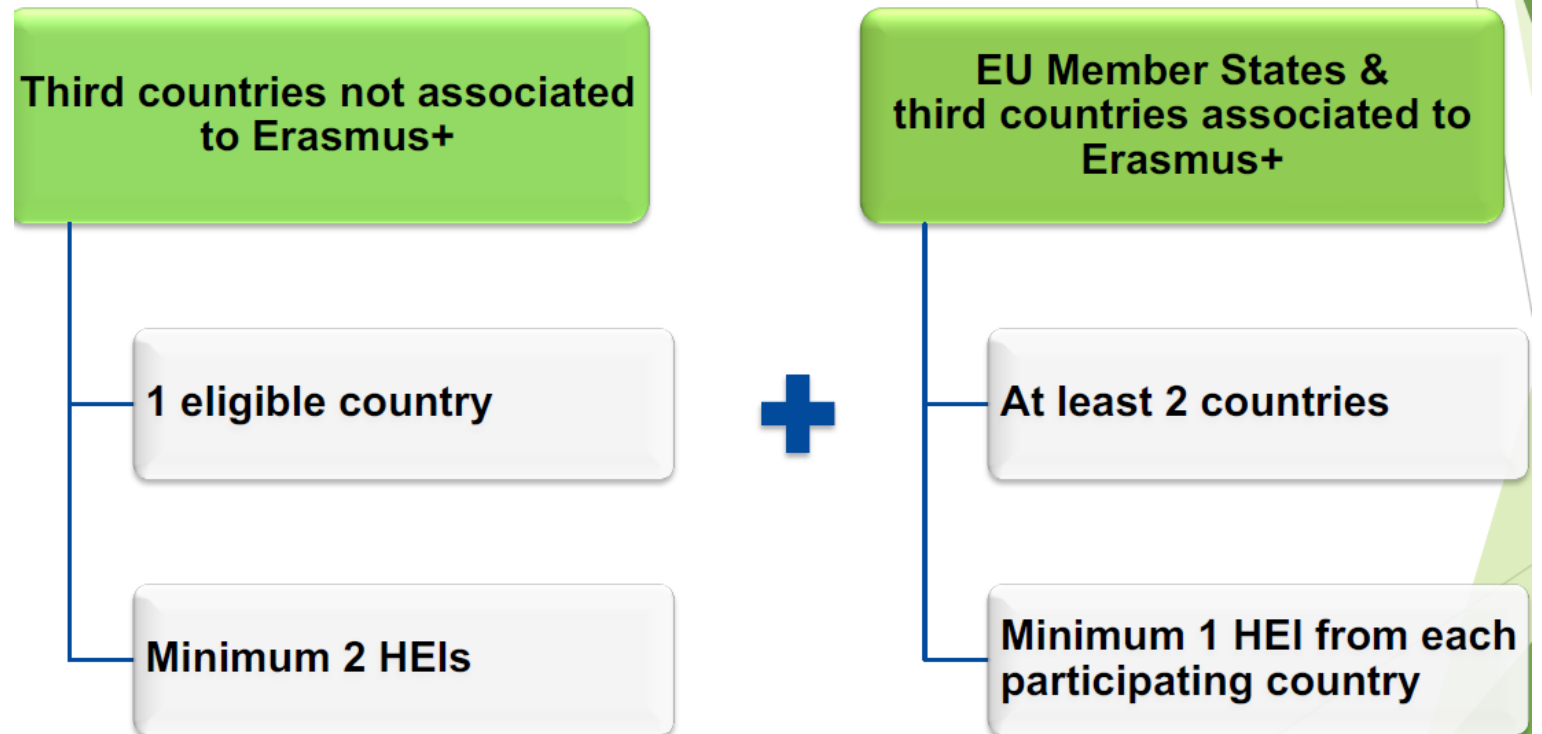 Third countries not associated
to Erasmus+
1 eligible country
Minimum 2 HEIs
EU Member States &
third countries associated to
Erasmus+
At least 2 countries
Minimum 1 HEI from each
participating country